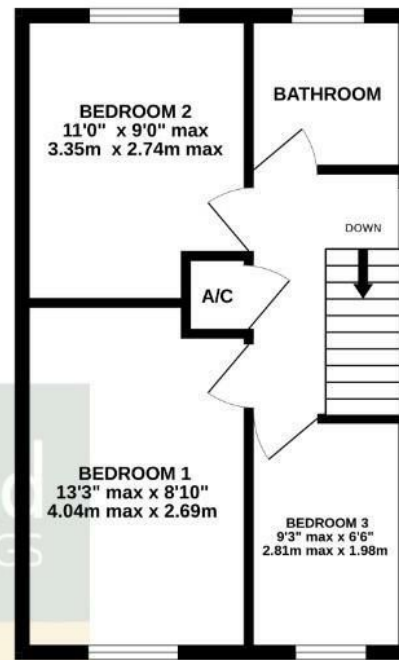 BEDROOM 2
11'0" x 9'0" max
3.35m x 2.74m max
BATHROOM
DOWN
A/C
BEDROOM 1
13'3" max x 8'10"
4.04m max x 2.69m
BEDROOM 3
9'3" max x 6'6"
2.81m max x 1.98m